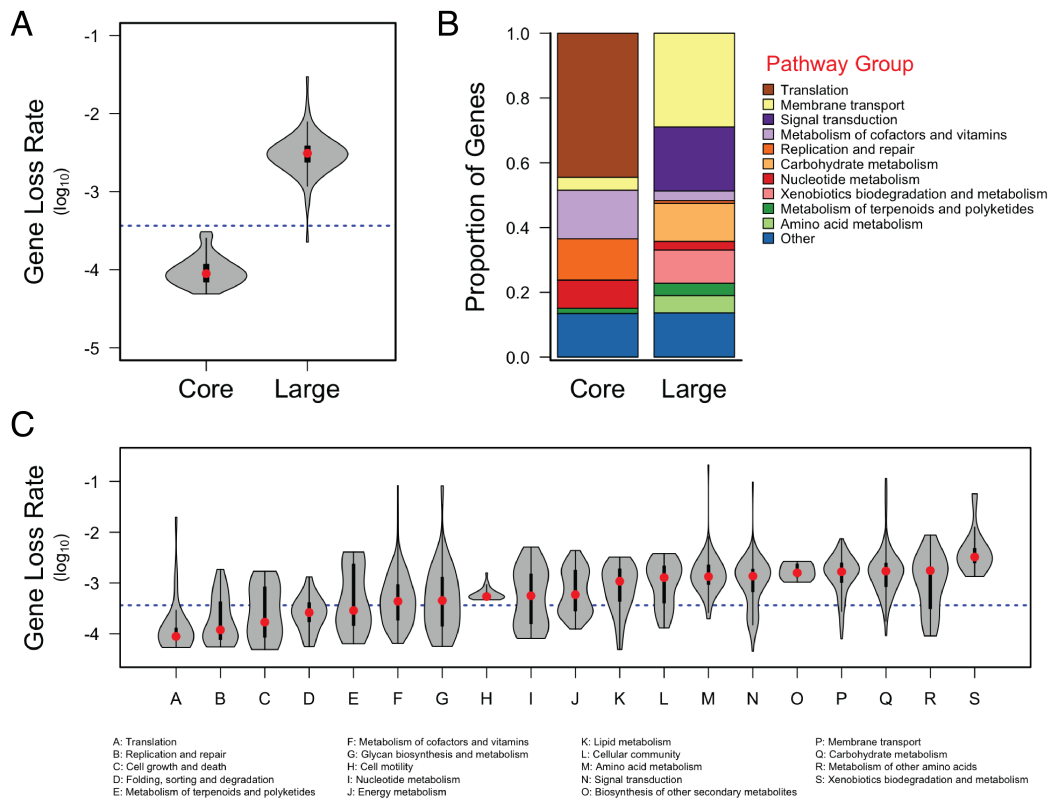 A
Gene Loss Rate
(log10)
-1
-2
-3
-4
-5
Core Large
B
Proportion of Genes
1.0
0.8
0.6
0.4
0.2
0.0
Core Large
Pathway Group
Translation
Membrane transport
Signal transduction
Metabolism of cofactors and vitamins
Replication and repair
Carbohydrate metabolism
Nucleotide metabolism
Xenobiotics biodegradation and metabolism
Metabolism of terpenoids and polyketides
Amino acid metabolism
Other
C
Gene Loss Rate
(log10)
-1
-2
-3
-4
A B C D E F G H I J K L M N O P Q R S
A: Translation
B: Replication and repair
C: Cell growth and death
D: Folding, sorting and degradation
E: Metabolism of terpenoids and polyketides
F: Metabolism of cofactors and vitamins
G: Glycan biosynthesis and metabolism
H: Cell motility
I: Nucleotide metabolism
J: Energy metabolism
K: Lipid metabolism
L: Cellular community
M: Amino acid metabolism
N: Signal transduction
O: Biosynthesis of other secondary metabolites
P: Membrane transport
Q: Carbohydrate metabolism
R: Metabolism of other amino acids
S: Xenobiotics biodegradation and metabolism